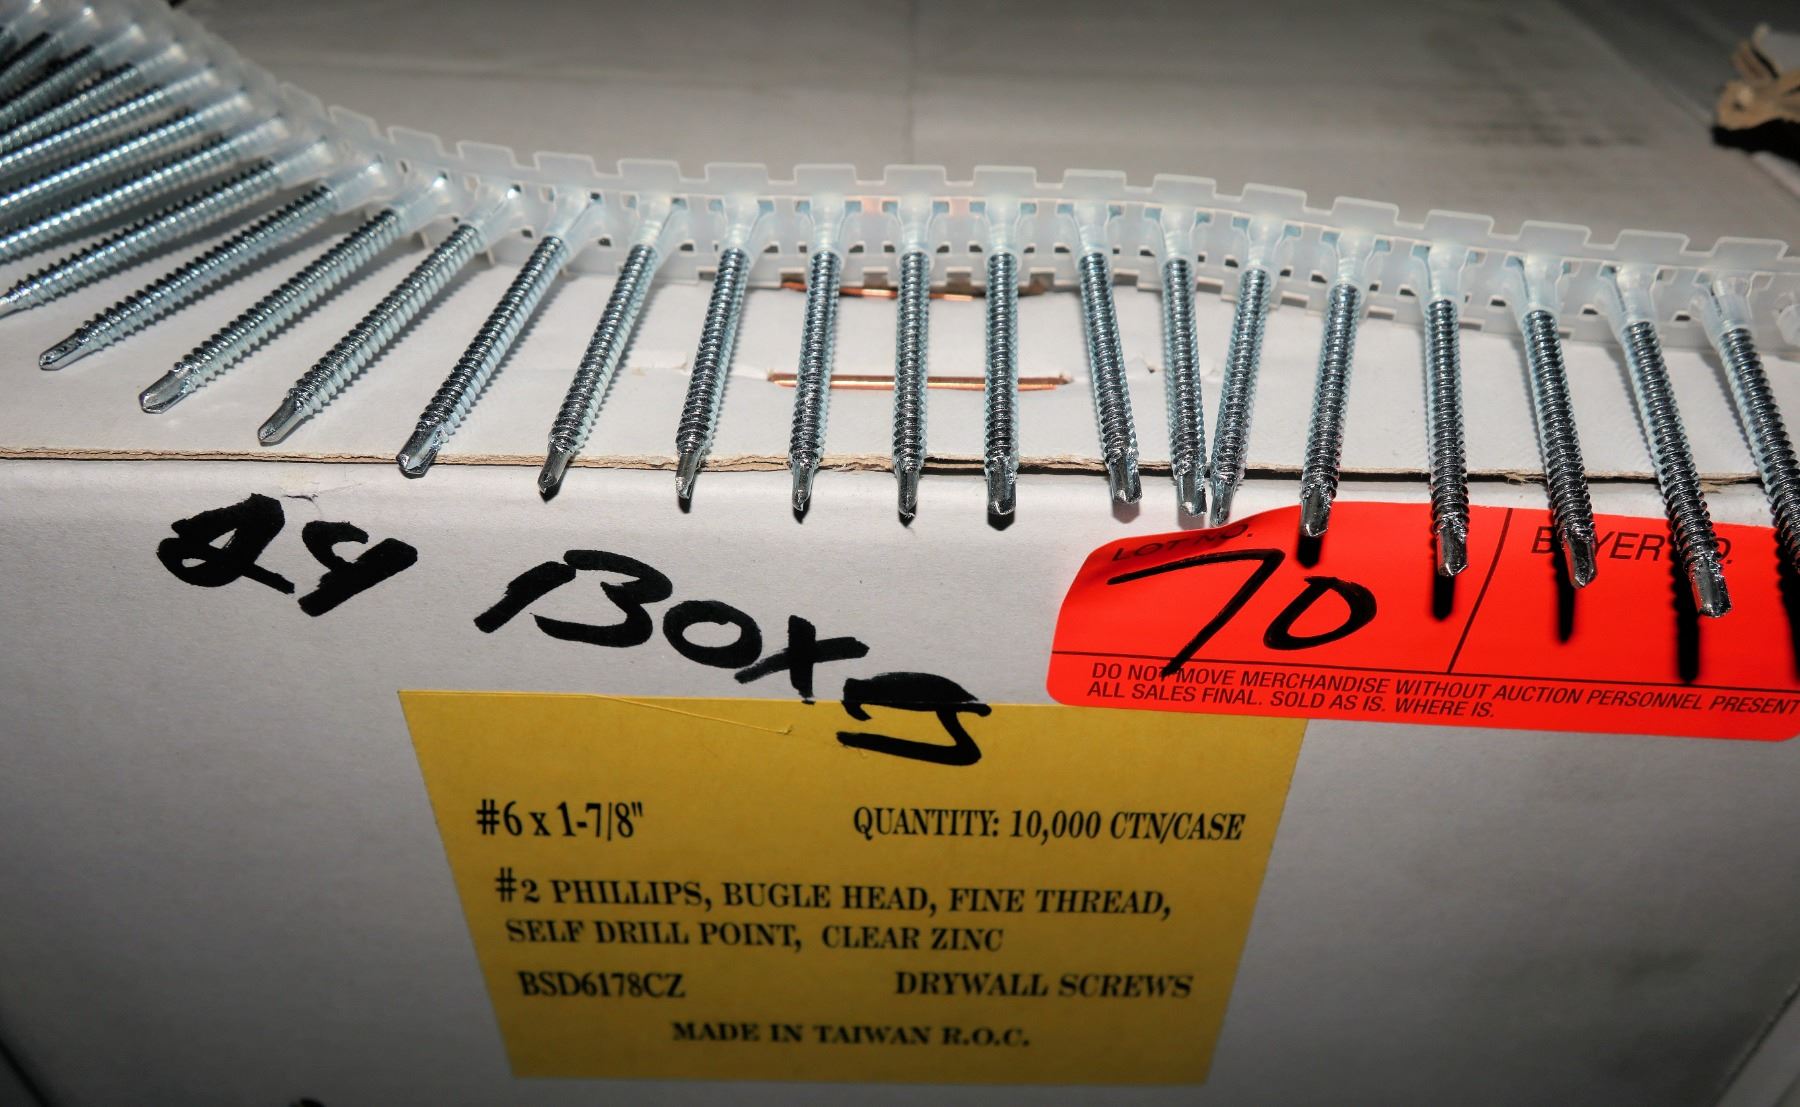 24 BOXS
LOT NO.
70
BUYER NO.
DO NOT MOVE MERCHANDISE WITHOUT AUCTION PERSONNEL PRESENT
ALL SALES FINAL. SOLD AS IS. WHERE IS.
#6 x 1-7/8" QUANTITY: 10,000 CTN/CASE
#2 PHILLIPS, BUGLE HEAD, FINE THREAD,
SELF DRILL POINT, CLEAR ZINC
BSD6178CZ DRYWALL SCREWS
MADE IN TAIWAN R.O.C.